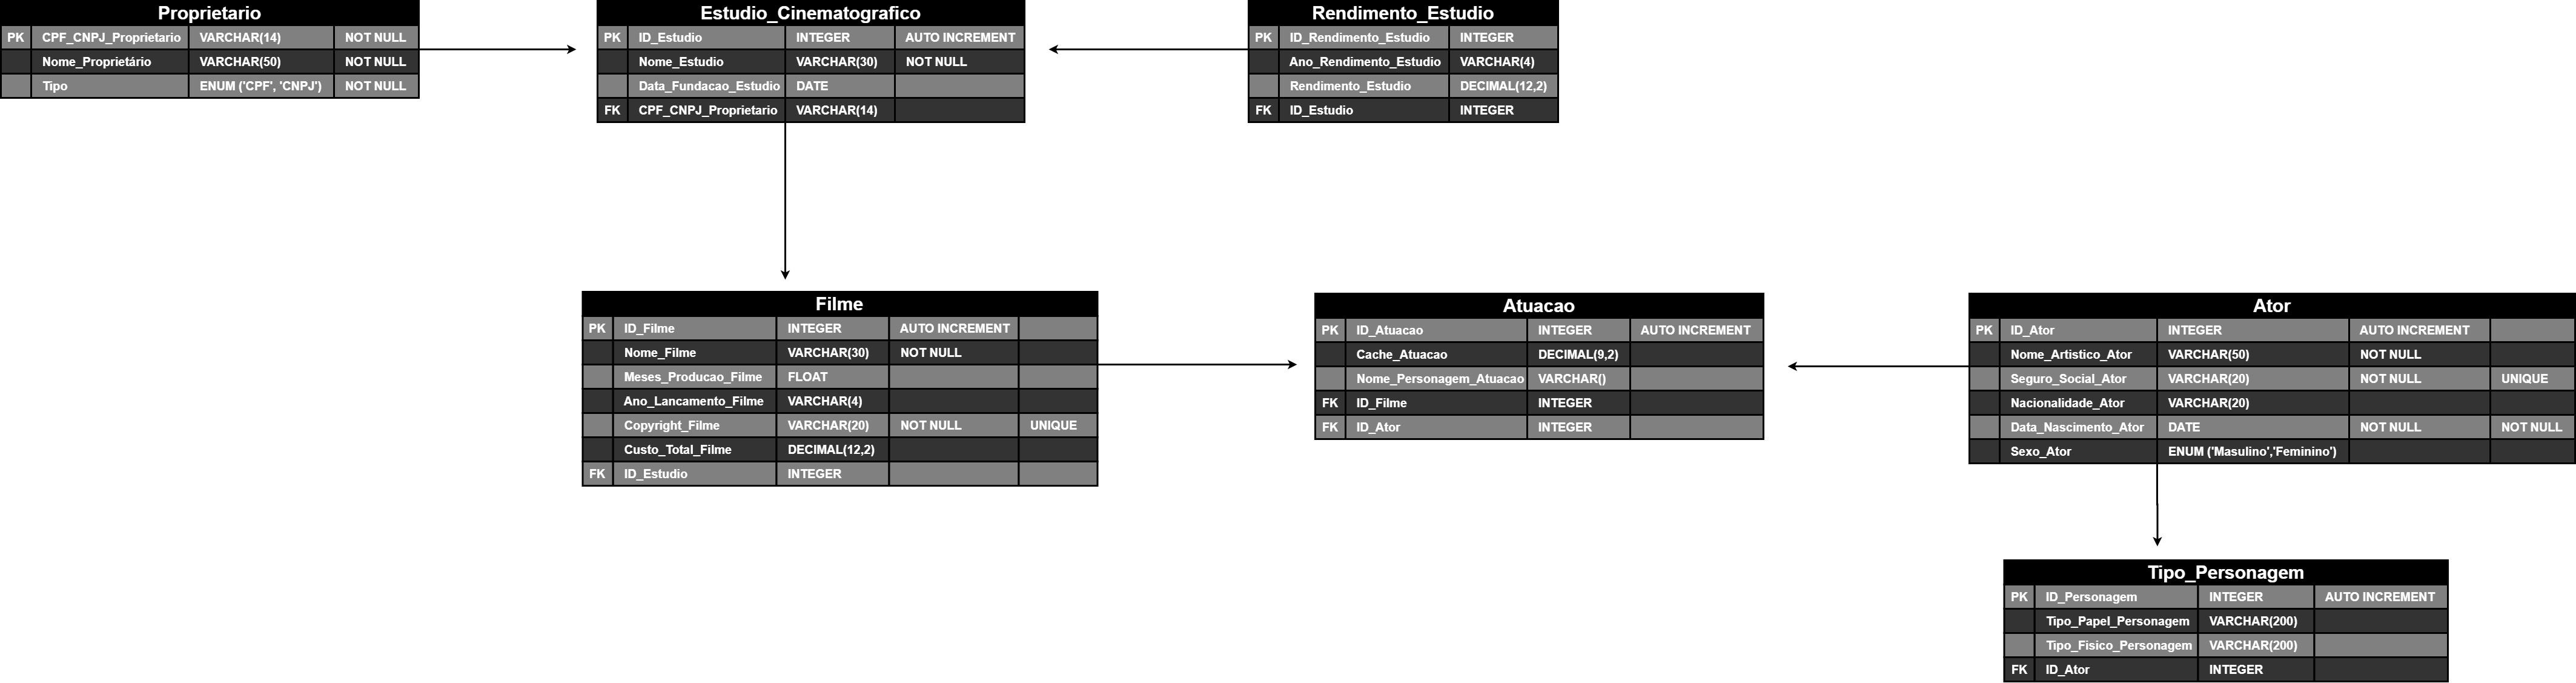 Proprietario
PK CPF_CNPJ_Proprietario VARCHAR(14) NOT NULL
Nome_Proprietário VARCHAR(50) NOT NULL
Tipo ENUM ('CPF', 'CNPJ') NOT NULL
Estudio_Cinematografico
PK ID_Estudio INTEGER AUTO INCREMENT
Nome_Estudio VARCHAR(30) NOT NULL
Data_Fundacao_Estudio DATE
FK CPF_CNPJ_Proprietario VARCHAR(14)
Rendimento_Estudio
PK ID_Rendimento_Estudio INTEGER
Ano_Rendimento_Estudio VARCHAR(4)
Rendimento_Estudio DECIMAL(12,2)
FK ID_Estudio INTEGER
Filme
PK ID_Filme INTEGER AUTO INCREMENT
Nome_Filme VARCHAR(30) NOT NULL
Meses_Producao_Filme FLOAT
Ano_Lancamento_Filme VARCHAR(4)
Copyright_Filme VARCHAR(20) NOT NULL UNIQUE
Custo_Total_Filme DECIMAL(12,2)
FK ID_Estudio INTEGER
Atuacao
PK ID_Atuacao INTEGER AUTO INCREMENT
Cache_Atuacao DECIMAL(9,2)
Nome_Personagem_Atuacao VARCHAR()
FK ID_Filme INTEGER
FK ID_Ator INTEGER
Ator
PK ID_Ator INTEGER AUTO INCREMENT
Nome_Artistico_Ator VARCHAR(50) NOT NULL
Seguro_Social_Ator VARCHAR(20) NOT NULL UNIQUE
Nacionalidade_Ator VARCHAR(20)
Data_Nascimento_Ator DATE NOT NULL NOT NULL
Sexo_Ator ENUM ('Masulino','Feminino')
Tipo_Personagem
PK ID_Personagem INTEGER AUTO INCREMENT
Tipo_Papel_Personagem VARCHAR(200)
Tipo_Fisico_Personagem VARCHAR(200)
FK ID_Ator INTEGER